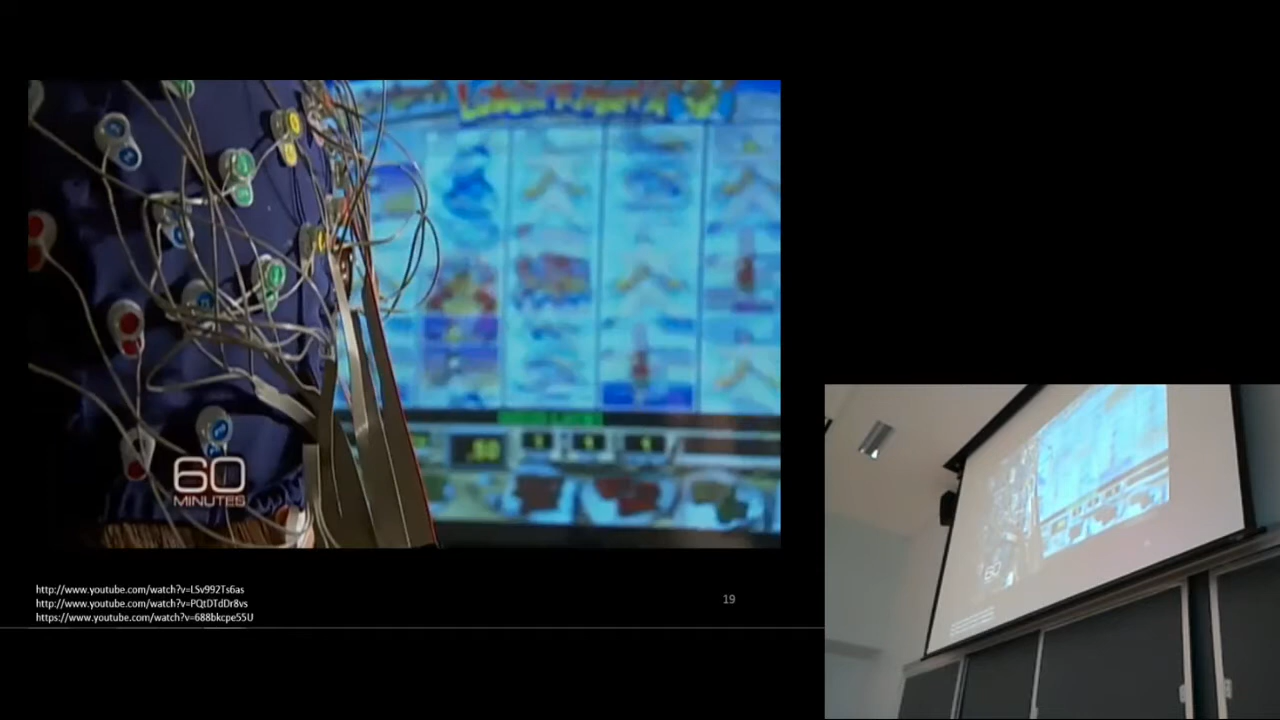 60
MINUTES
.50
http://www.youtube.com/watch?v=LSv992Ts6as
http://www.youtube.com/watch?v=PQtDTdDr8vs
https://www.youtube.com/watch?v=688bkcpe55U
19